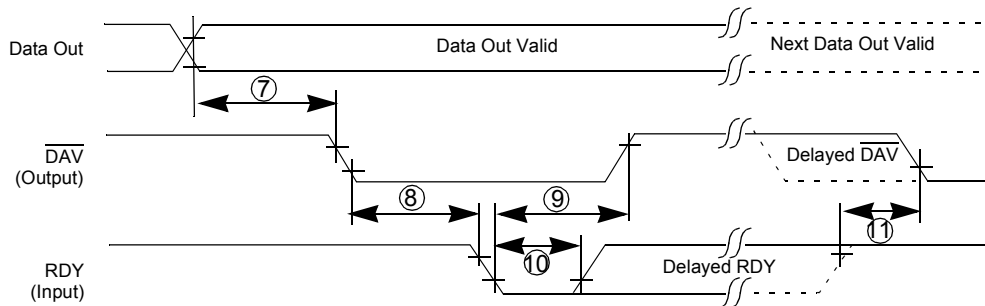 Data Out
Data Out Valid
Next Data Out Valid
7
DAV
(Output)
Delayed DAV
8
9
11
RDY
(Input)
10
Delayed RDY